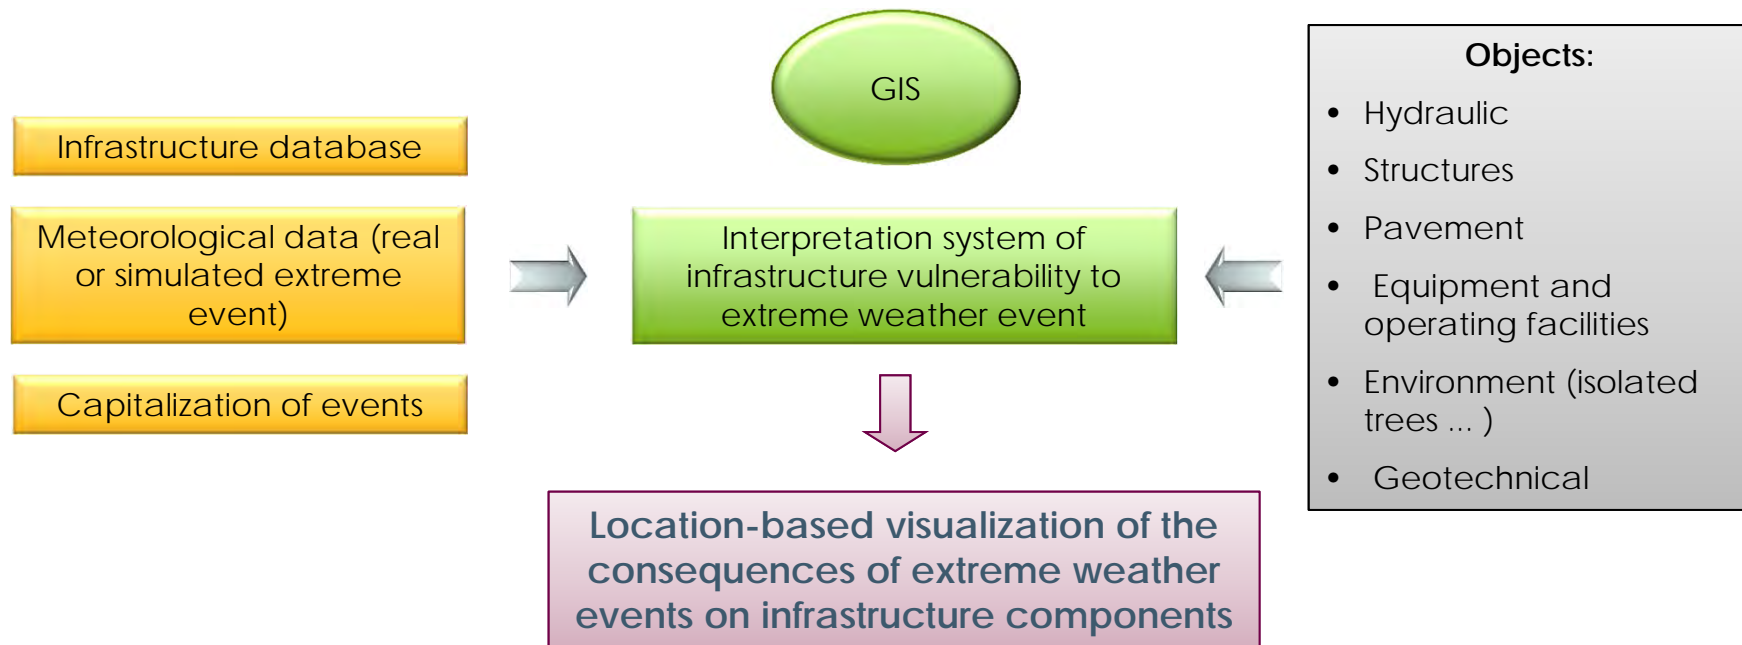 GIS
Infrastructure database
Meteorological data (real
or simulated extreme
event)
Capitalization of events
Interpretation system of
infrastructure vulnerability to
extreme weather event
Location-based visualization of the
consequences of extreme weather
events on infrastructure components
Objects:
• Hydraulic
• Structures
• Pavement
• Equipment and
operating facilities
• Environment (isolated
trees ... )
• Geotechnical